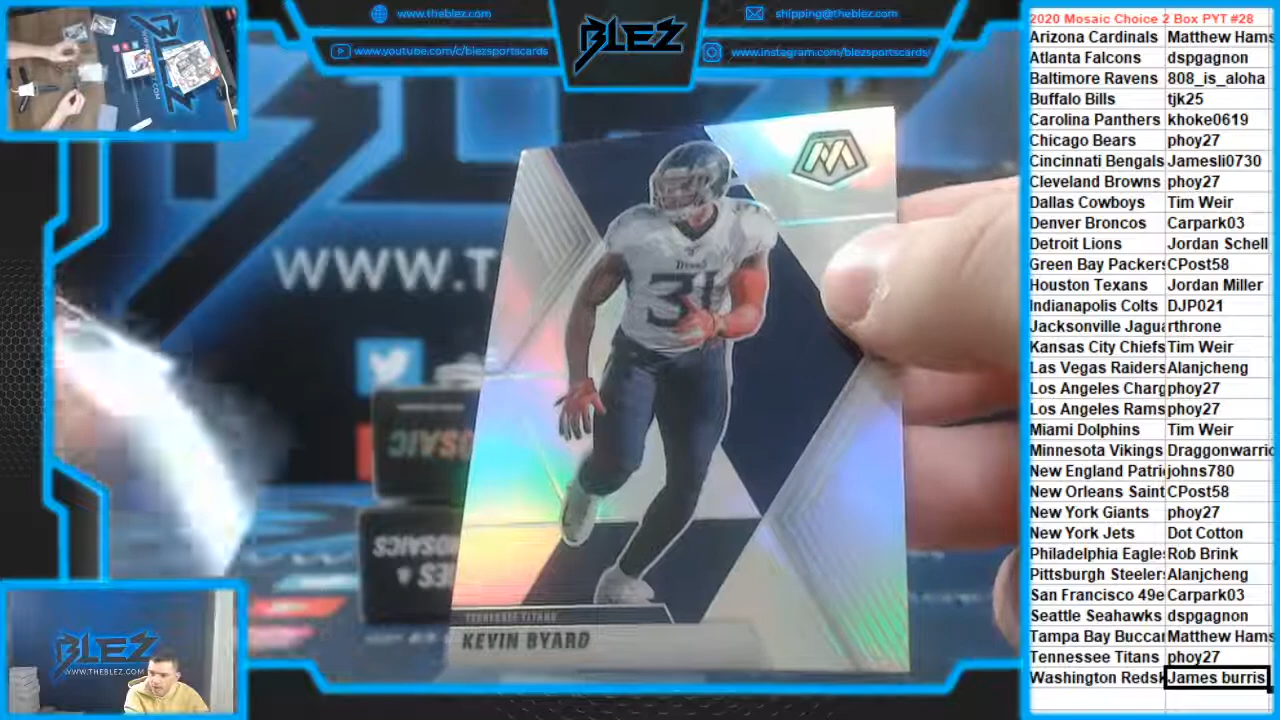 www.theblez.com
shipping@theblez.com
www.youtube.com/c/blezsportscards
www.instagram.com/blezsportscards/
BLEZ
WWW.T
Titans
31
TENNESSEE TITANS
KEVIN BYARD
BLEZ
WWW.THEBLEZ.COM
2020 Mosaic Choice 2 Box PYT #28
Arizona Cardinals Matthew Hams
Atlanta Falcons dspgagnon
Baltimore Ravens 808_is_aloha
Buffalo Bills tjk25
Carolina Panthers khoke0619
Chicago Bears phoy27
Cincinnati Bengals Jamesli0730
Cleveland Browns phoy27
Dallas Cowboys Tim Weir
Denver Broncos Carpark03
Detroit Lions Jordan Schell
Green Bay Packers CPost58
Houston Texans Jordan Miller
Indianapolis Colts DJP021
Jacksonville Jagua rthrone
Kansas City Chiefs Tim Weir
Las Vegas Raiders Alanjcheng
Los Angeles Charg phoy27
Los Angeles Rams phoy27
Miami Dolphins Tim Weir
Minnesota Vikings Draggonwarrio
New England Patri johns780
New Orleans Saint CPost58
New York Giants phoy27
New York Jets Dot Cotton
Philadelphia Eagles Rob Brink
Pittsburgh Steelers Alanjcheng
San Francisco 49e Carpark03
Seattle Seahawks dspgagnon
Tampa Bay Buccan Matthew Hams
Tennessee Titans phoy27
Washington Redsk James burris